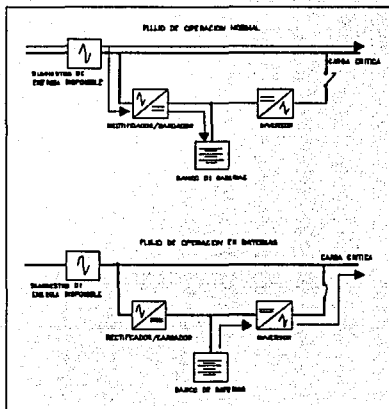 FLUJO DE OPERACION NORMAL
CARGA CRITICA
SUMINISTRO DE
ENERGIA DISPONIBLE
RECTIFICADOR/CARGADOR
INVERSOR
BANCO DE BATERIAS
FLUJO DE OPERACION EN BATERIAS
CARGA CRITICA
SUMINISTRO DE
ENERGIA DISPONIBLE
RECTIFICADOR/CARGADOR
INVERSOR
BANCO DE BATERIAS